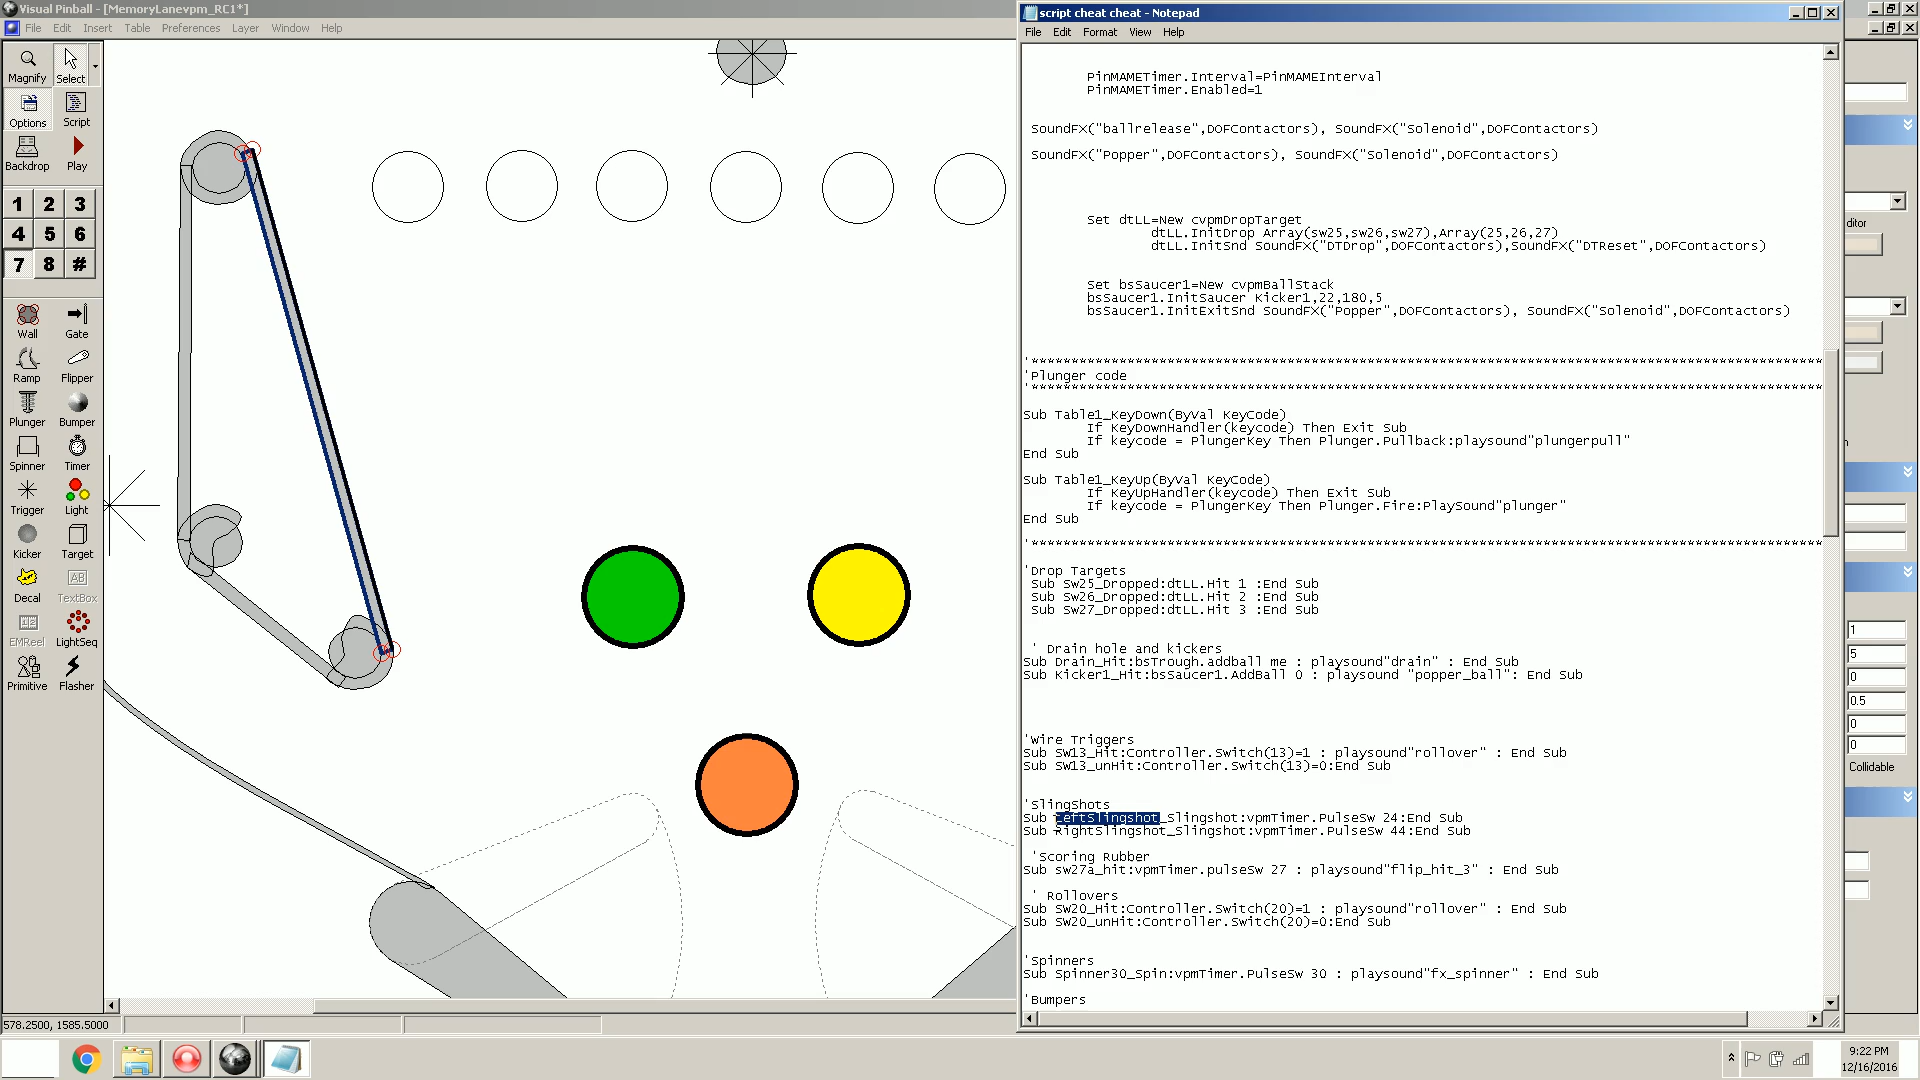 Visual Pinball - [MemoryLanevpm_RC1*]
File Edit Insert Table Preferences Layer Window Help
Magnify Select
Options Script
Backdrop Play
1 2 3
4 5 6
7 8 #
Wall Gate
Ramp Flipper
Plunger Bumper
Spinner Timer
Trigger Light
Kicker Target
AB
Decal TextBox
EMReel LightSeq
Primitive Flasher
578.2500, 1585.5000
script cheat cheat - Notepad
File Edit Format View Help
PinMAMETimer.Interval=PinMAMEInterval
PinMAMETimer.Enabled=1
SoundFX("ballrelease",DOFContactors), SoundFX("Solenoid",DOFContactors)
SoundFX("Popper",DOFContactors), SoundFX("Solenoid",DOFContactors)
Set dtLL=New cvpmDropTarget
dtLL.InitDrop Array(sw25,sw26,sw27),Array(25,26,27)
dtLL.InitSnd SoundFX("DTDrop",DOFContactors),SoundFX("DTReset",DOFContactors)
Set bsSaucer1=New cvpmBallStack
bsSaucer1.InitSaucer Kicker1,22,180,5
bsSaucer1.InitExitSnd SoundFX("Popper",DOFContactors), SoundFX("Solenoid",DOFContactors)
'****************************************************************************************************
'Plunger code
'****************************************************************************************************
Sub Table1_KeyDown(ByVal KeyCode)
If KeyDownHandler(keycode) Then Exit Sub
If keycode = PlungerKey Then Plunger.Pullback:playsound"plungerpull"
End Sub
Sub Table1_KeyUp(ByVal KeyCode)
If KeyUpHandler(keycode) Then Exit Sub
If keycode = PlungerKey Then Plunger.Fire:PlaySound"plunger"
End Sub
'****************************************************************************************************
'Drop Targets
Sub Sw25_Dropped:dtLL.Hit 1 :End Sub
Sub Sw26_Dropped:dtLL.Hit 2 :End Sub
Sub Sw27_Dropped:dtLL.Hit 3 :End Sub
' Drain hole and kickers
Sub Drain_Hit:bsTrough.addball me : playsound"drain" : End Sub
Sub Kicker1_Hit:bsSaucer1.AddBall 0 : playsound "popper_ball": End Sub
'Wire Triggers
Sub SW13_Hit:Controller.Switch(13)=1 : playsound"rollover" : End Sub
Sub SW13_unHit:Controller.Switch(13)=0:End Sub
'SlingShots
Sub LeftSlingshot_Slingshot:vpmTimer.PulseSw 24:End Sub
Sub RightSlingshot_Slingshot:vpmTimer.PulseSw 44:End Sub
'Scoring Rubber
Sub sw27a_hit:vpmTimer.pulseSw 27 : playsound"flip_hit_3" : End Sub
' Rollovers
Sub SW20_Hit:Controller.Switch(20)=1 : playsound"rollover" : End Sub
Sub SW20_unHit:Controller.Switch(20)=0:End Sub
'Spinners
Sub Spinner30_Spin:vpmTimer.PulseSw 30 : playsound"fx_spinner" : End Sub
'Bumpers
ditor
1
5
0
0.5
0
0
Collidable
9:22 PM
12/16/2016